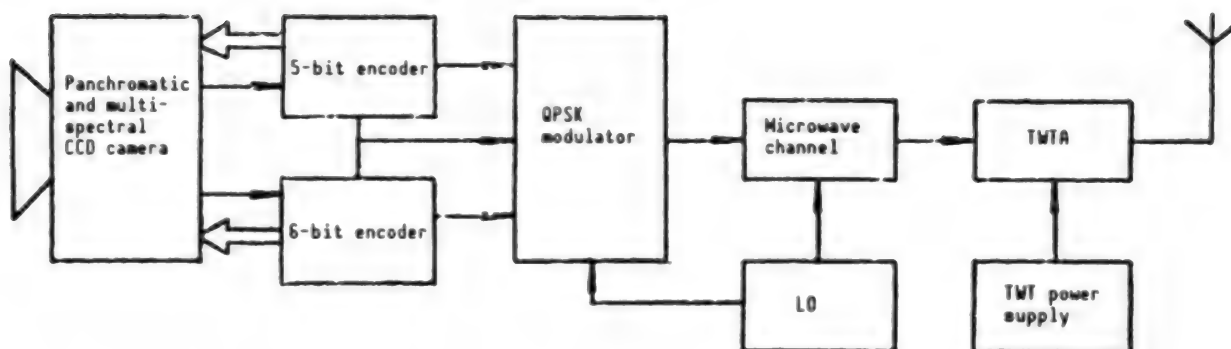 Panchromatic
and multi-
spectral
CCD camera
5-bit encoder
6-bit encoder
QPSK
modulator
Microwave
channel
TWTA
LO
TWT power
supply